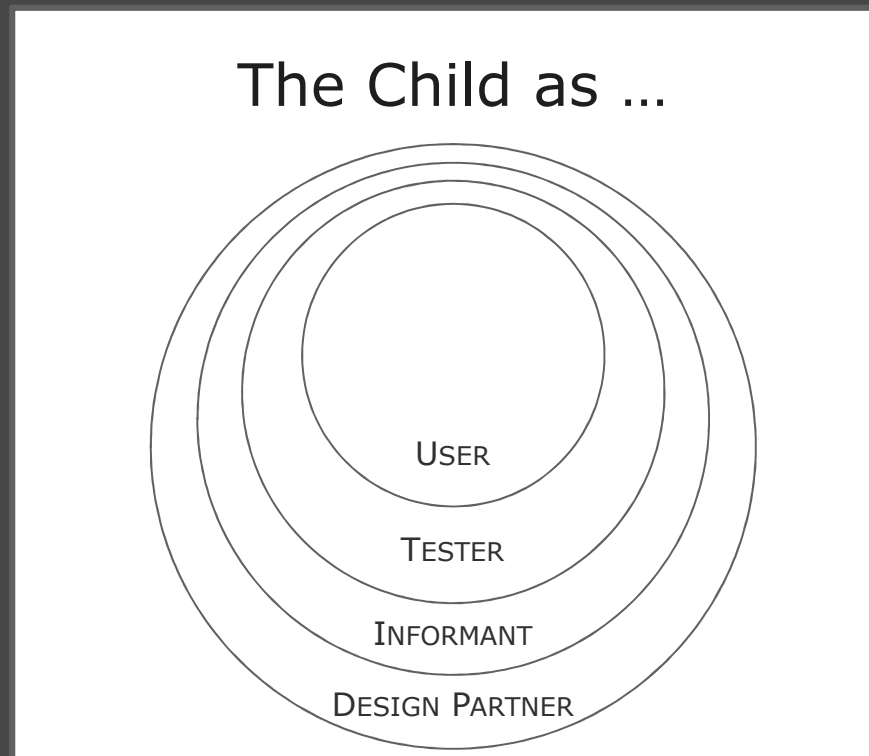 The Child as ...
USER
TESTER
INFORMANT
DESIGN PARTNER